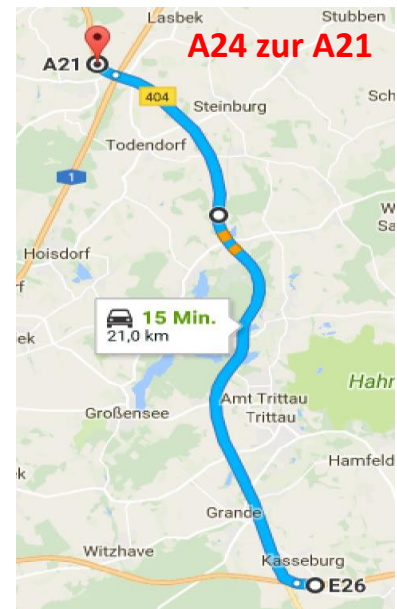 Lasbek
Stubben
A24 zur A21
A21
404
Steinburg
Sch
Todendorf
1
W
Sa
Hoisdorf
f
15 Min.
21,0 km
ek
Hahn
Amt Trittau
Trittau
Großensee
Hamfeld
k
Grande
Witzhave
Kasseburg
E26